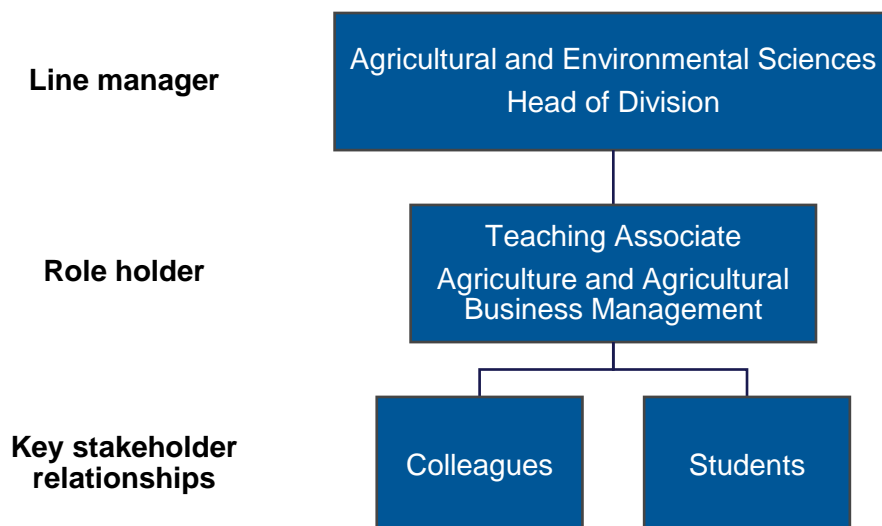 Line manager
Agricultural and Environmental Sciences
Head of Division
Role holder
Teaching Associate
Agriculture and Agricultural
Business Management
Key stakeholder
relationships
Colleagues
Students